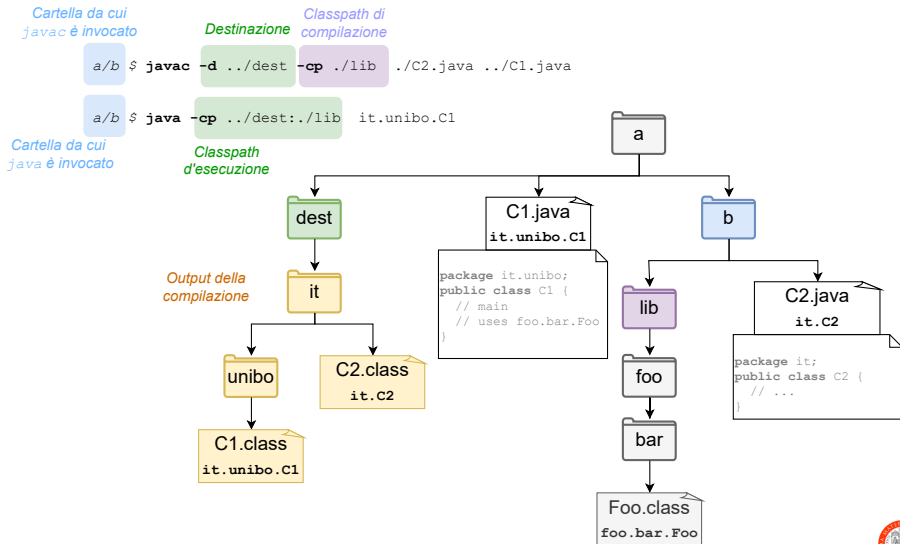 Cartella da cui
javac è invocato
Destinazione
Classpath di
compilazione
a/b $ javac -d ../dest -cp ./lib ./C2.java ../C1.java
a/b $ java -cp ../dest:./lib it.unibo.C1
Cartella da cui
java è invocato
Classpath
d'esecuzione
a
dest
C1.java
it.unibo.C1
b
package it.unibo;
public class C1 {
// main
// uses foo.bar.Foo
}
Output della
compilazione
it
lib
C2.java
it.C2
package it;
public class C2 {
// ...
}
unibo
C2.class
it.C2
foo
C1.class
it.unibo.C1
bar
Foo.class
foo.bar.Foo